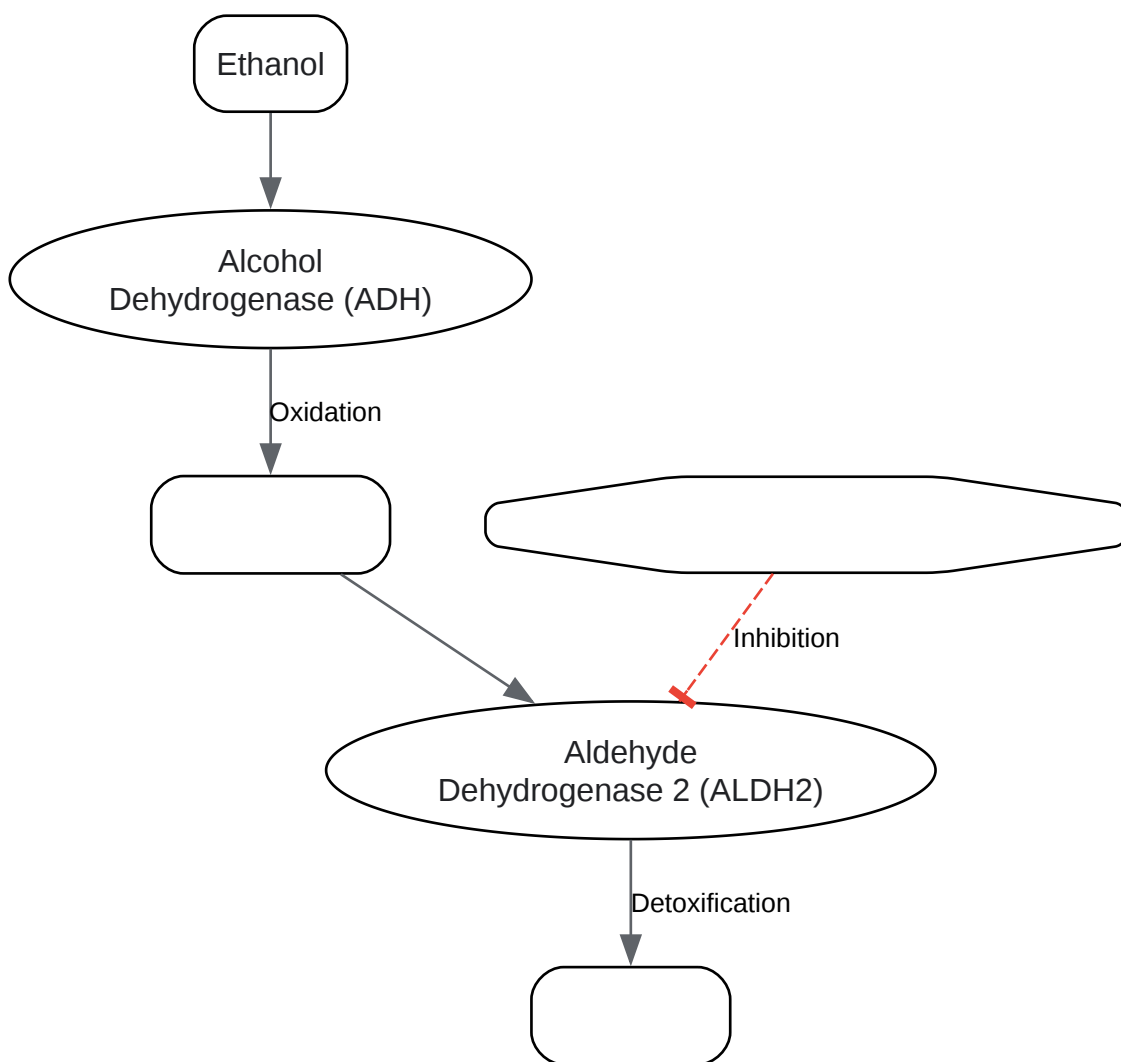 Ethanol
Alcohol
Dehydrogenase (ADH)
Oxidation
Inhibition
Aldehyde
Dehydrogenase 2 (ALDH2)
Detoxification